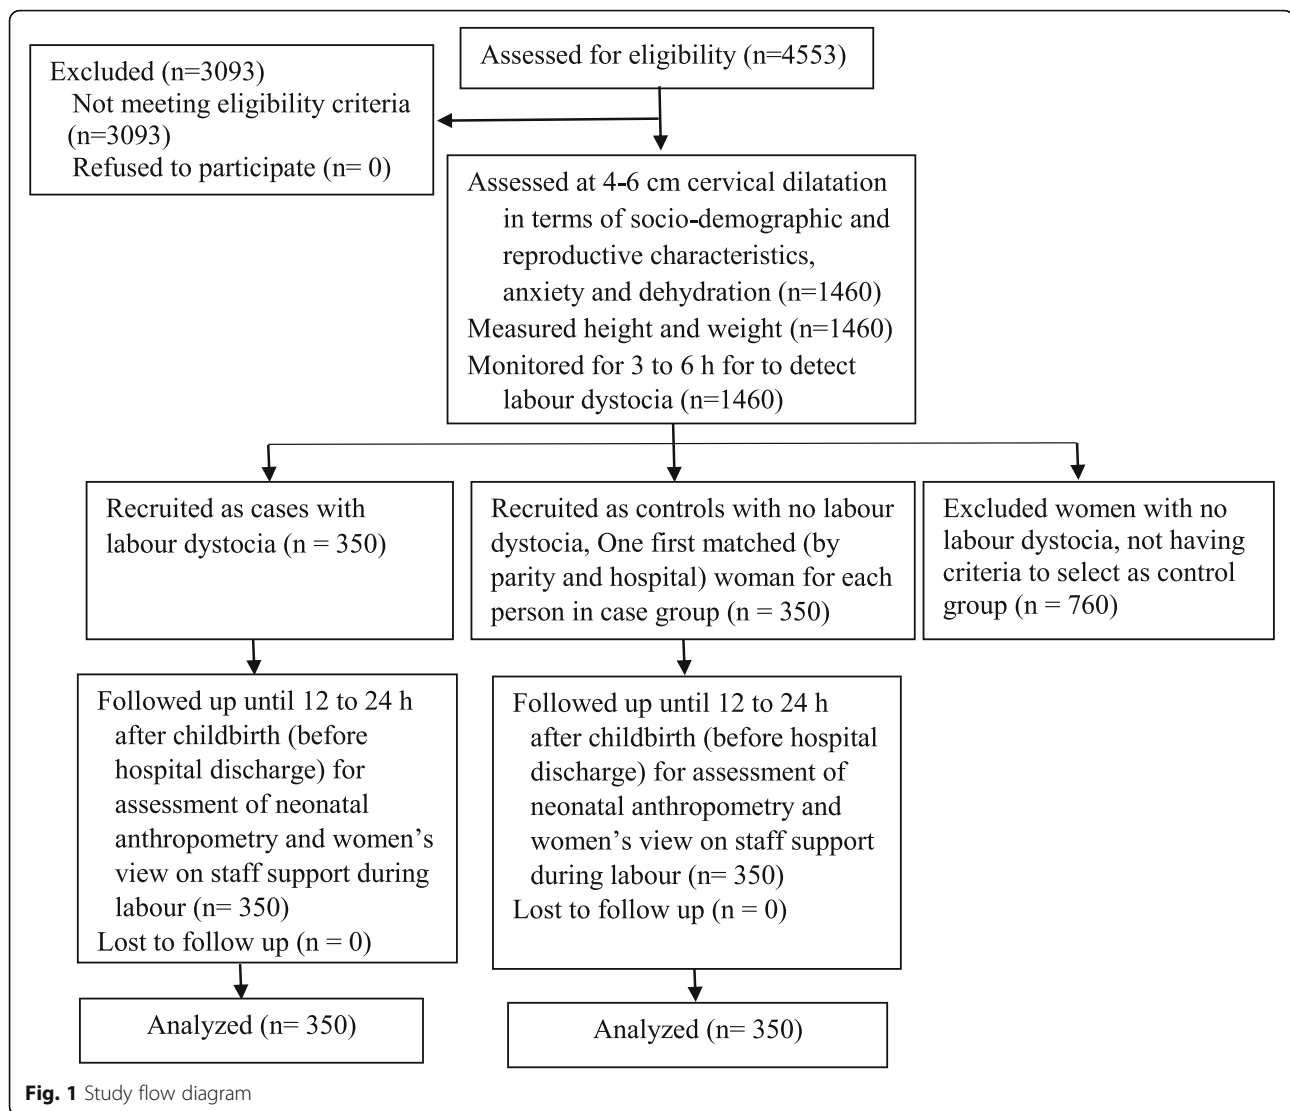 Assessed for eligibility (n=4553)
Excluded (n=3093)
Not meeting eligibility criteria
(n=3093)
Refused to participate (n= 0)
Assessed at 4-6 cm cervical dilatation
in terms of socio-demographic and
reproductive characteristics,
anxiety and dehydration (n=1460)
Measured height and weight (n=1460)
Monitored for 3 to 6 h for to detect
labour dystocia (n=1460)
Recruited as cases with
labour dystocia (n = 350)
Recruited as controls with no labour
dystocia, One first matched (by
parity and hospital) woman for each
person in case group (n = 350)
Excluded women with no
labour dystocia, not having
criteria to select as control
group (n = 760)
Followed up until 12 to 24 h
after childbirth (before
hospital discharge) for
assessment of neonatal
anthropometry and women’s
view on staff support during
labour (n= 350)
Lost to follow up (n = 0)
Followed up until 12 to 24 h
after childbirth (before hospital
discharge) for assessment of
neonatal anthropometry and
women’s view on staff support
during labour (n= 350)
Lost to follow up (n = 0)
Analyzed (n= 350)
Analyzed (n= 350)
Fig. 1 Study flow diagram